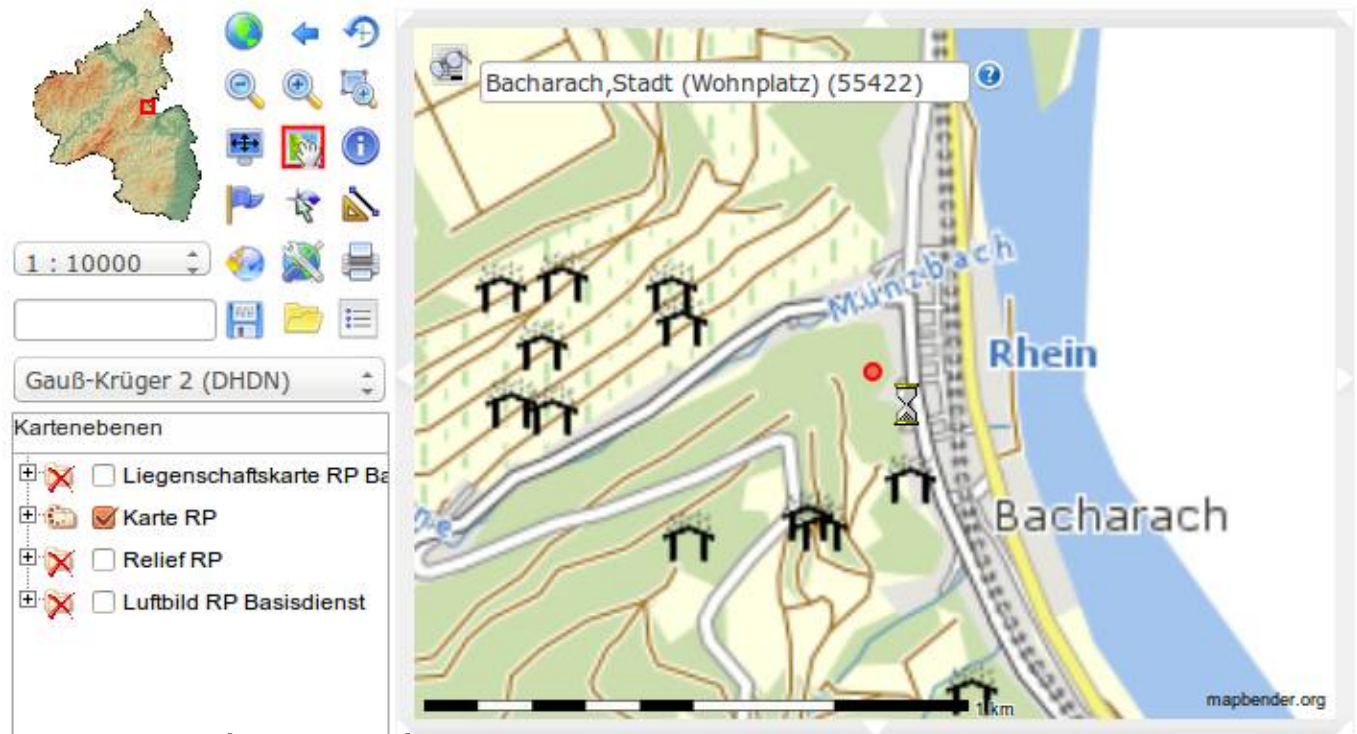 Bacharach,Stadt (Wohnplatz) (55422)
?
1 : 10000
Gauß-Krüger 2 (DHDN)
Kartenebenen
Liegenschaftskarte RP Ba
Karte RP
Relief RP
Luftbild RP Basisdienst
Münzbach
Rhein
Bacharach
1 km
mapbender.org